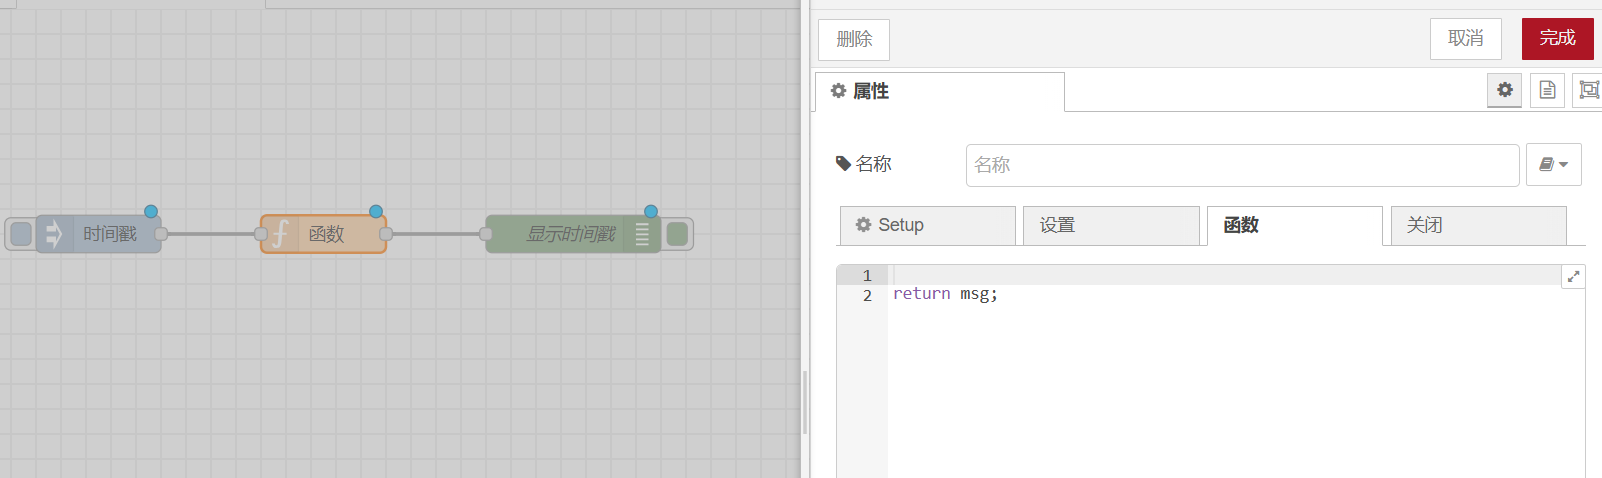 时间戳
函数
显示时间戳
删除
取消
完成
属性
名称
名称
Setup
设置
函数
关闭
1
2 return msg;